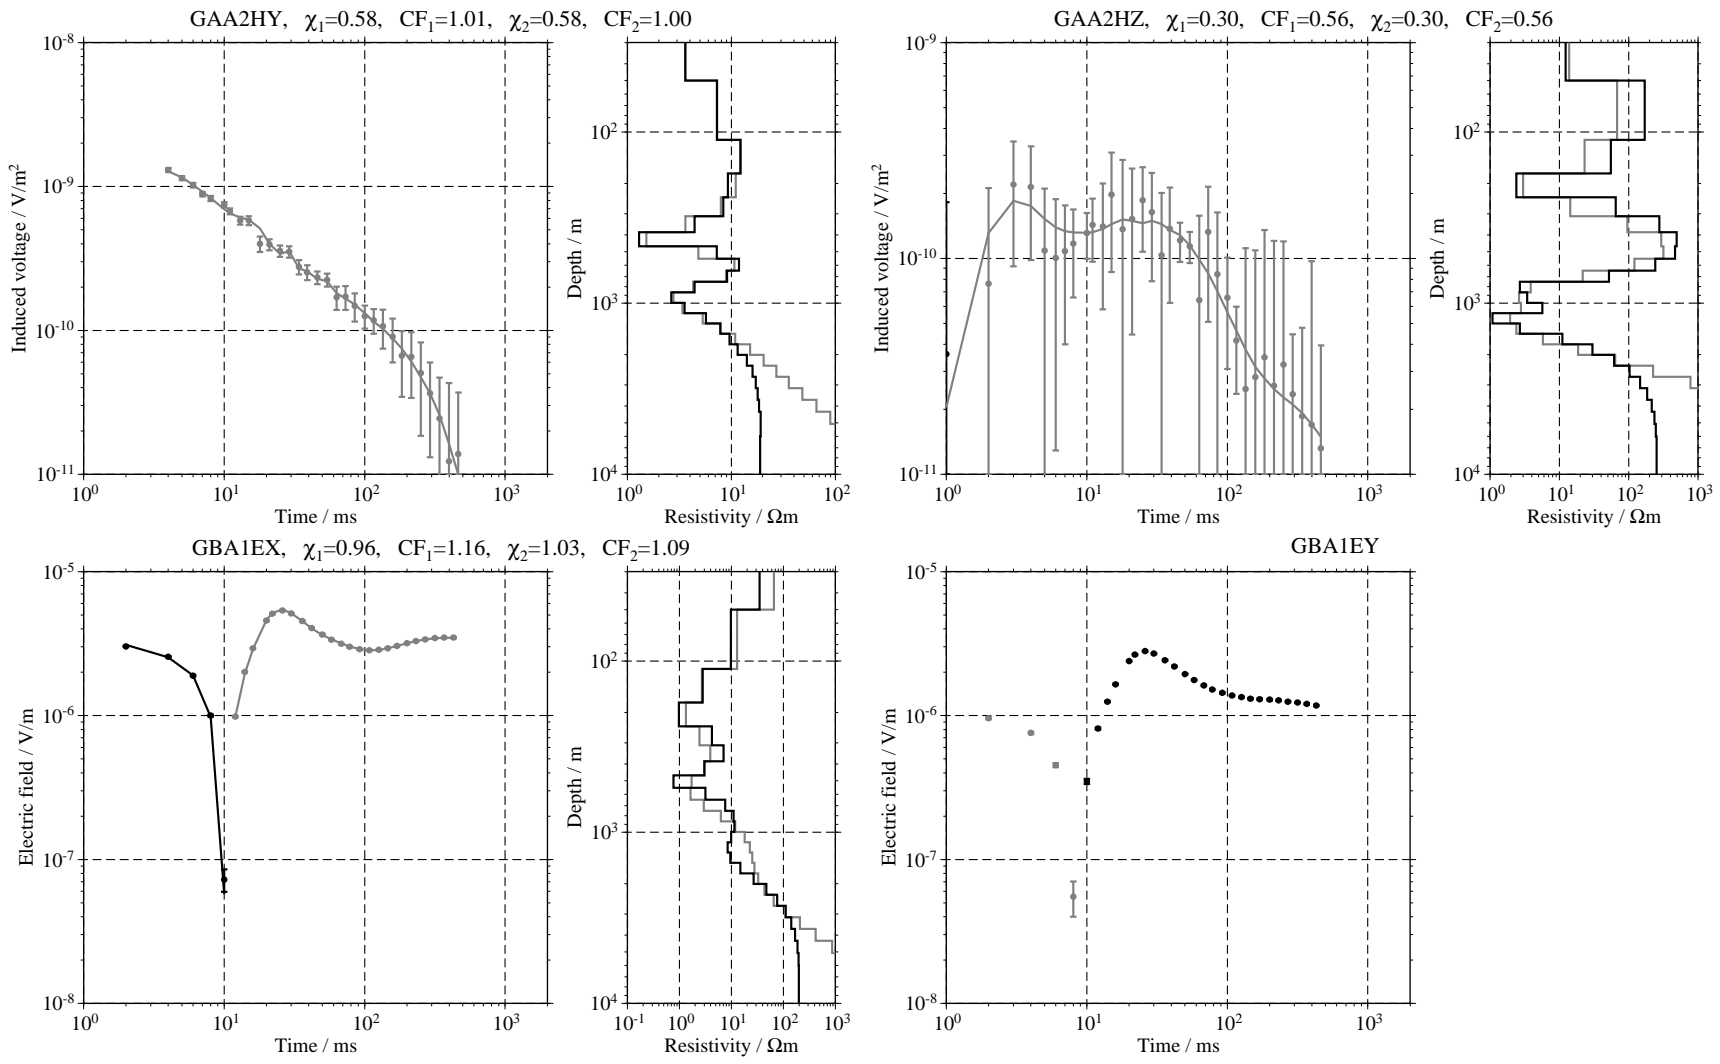 GAA2HY, χ₁=0.58, CF₁=1.01, χ₂=0.58, CF₂=1.00
10⁻⁸
10⁻⁹
10⁻¹⁰
10⁻¹¹
Induced voltage / V/m²
10⁰ 10¹ 10² 10³
Time / ms
10²
10³
10⁴
Depth / m
10⁰ 10¹ 10²
Resistivity / Ωm
GAA2HZ, χ₁=0.30, CF₁=0.56, χ₂=0.30, CF₂=0.56
10⁻⁹
10⁻¹⁰
10⁻¹¹
Induced voltage / V/m²
10⁰ 10¹ 10² 10³
Time / ms
10²
10³
10⁴
Depth / m
10⁰ 10¹ 10² 10³
Resistivity / Ωm
GBA1EX, χ₁=0.96, CF₁=1.16, χ₂=1.03, CF₂=1.09
10⁻⁵
10⁻⁶
10⁻⁷
10⁻⁸
Electric field / V/m
10⁰ 10¹ 10² 10³
Time / ms
10²
10³
10⁴
Depth / m
10⁻¹ 10⁰ 10¹ 10² 10³
Resistivity / Ωm
GBA1EY
10⁻⁵
10⁻⁶
10⁻⁷
10⁻⁸
Electric field / V/m
10⁰ 10¹ 10² 10³
Time / ms